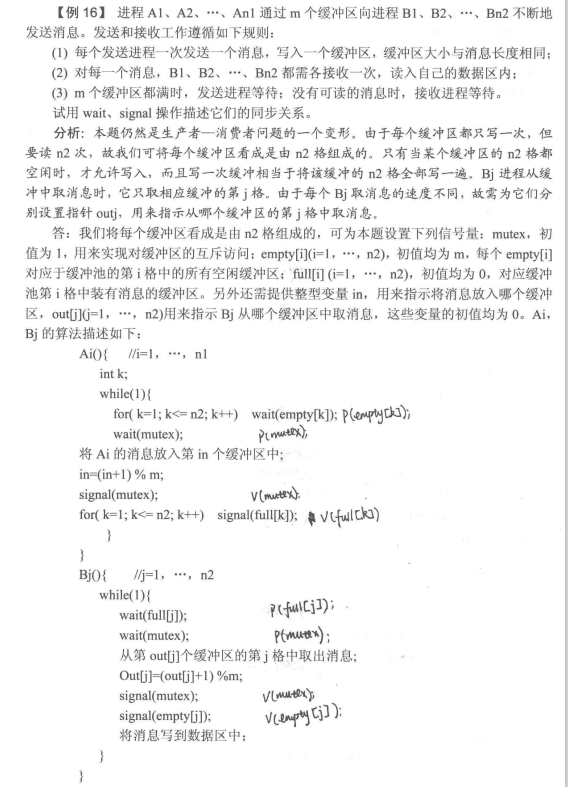 【例 16】 进程 A1、A2、…、An1 通过 m 个缓冲区向进程 B1、B2、…、Bn2 不断地
发送消息。发送和接收工作遵循如下规则：
(1) 每个发送进程一次发送一个消息，写入一个缓冲区，缓冲区大小与消息长度相同；
(2) 对每一个消息，B1、B2、…、Bn2 都需各接收一次，读入自己的数据区内；
(3) m 个缓冲区都满时，发送进程等待；没有可读的消息时，接收进程等待。
试用 wait、signal 操作描述它们的同步关系。
分析：本题仍然是生产者—消费者问题的一个变形。由于每个缓冲区都只写一次，但
要读 n2 次，故我们可将每个缓冲区看成是由 n2 格组成的。只有当某个缓冲区的 n2 格都
空闲时，才允许写入，而且写一次缓冲相当于将该缓冲的 n2 格全部写一遍。Bj 进程从缓
冲中取消息时，它只取相应缓冲的第 j 格。由于每个 Bj 取消息的速度不同，故需为它们分
别设置指针 outj，用来指示从哪个缓冲区的第 j 格中取消息。
答：我们将每个缓冲区看成是由 n2 格组成的，可为本题设置下列信号量：mutex，初
值为 1，用来实现对缓冲区的互斥访问；empty[i](i=1，…，n2)，初值均为 m，每个 empty[i]
对应于缓冲池的第 i 格中的所有空闲缓冲区；full[i] (i=1，…，n2)，初值均为 0，对应缓冲
池第 i 格中装有消息的缓冲区。另外还需提供整型变量 in，用来指示将消息放入哪个缓冲
区，out[j](j=1，…，n2)用来指示 Bj 从哪个缓冲区中取消息，这些变量的初值均为 0。Ai，
Bj 的算法描述如下：
Ai(){ //i=1，…，n1
int k;
while(1){
for( k=1; k<= n2; k++) wait(empty[k]); P(empty[k]);
wait(mutex); P(mutex);
将 Ai 的消息放入第 in 个缓冲区中;
in=(in+1) % m;
signal(mutex); V(mutex);
for( k=1; k<= n2; k++) signal(full[k]); V(full[k])
}
}
Bj(){ //j=1，…，n2
while(1){
wait(full[j]); P(full[j]);
wait(mutex); P(mutex);
从第 out[j]个缓冲区的第 j 格中取出消息;
Out[j]=(out[j]+1) %m;
signal(mutex); V(mutex);
signal(empty[j]); V(empty[j]);
将消息写到数据区中;
}
}